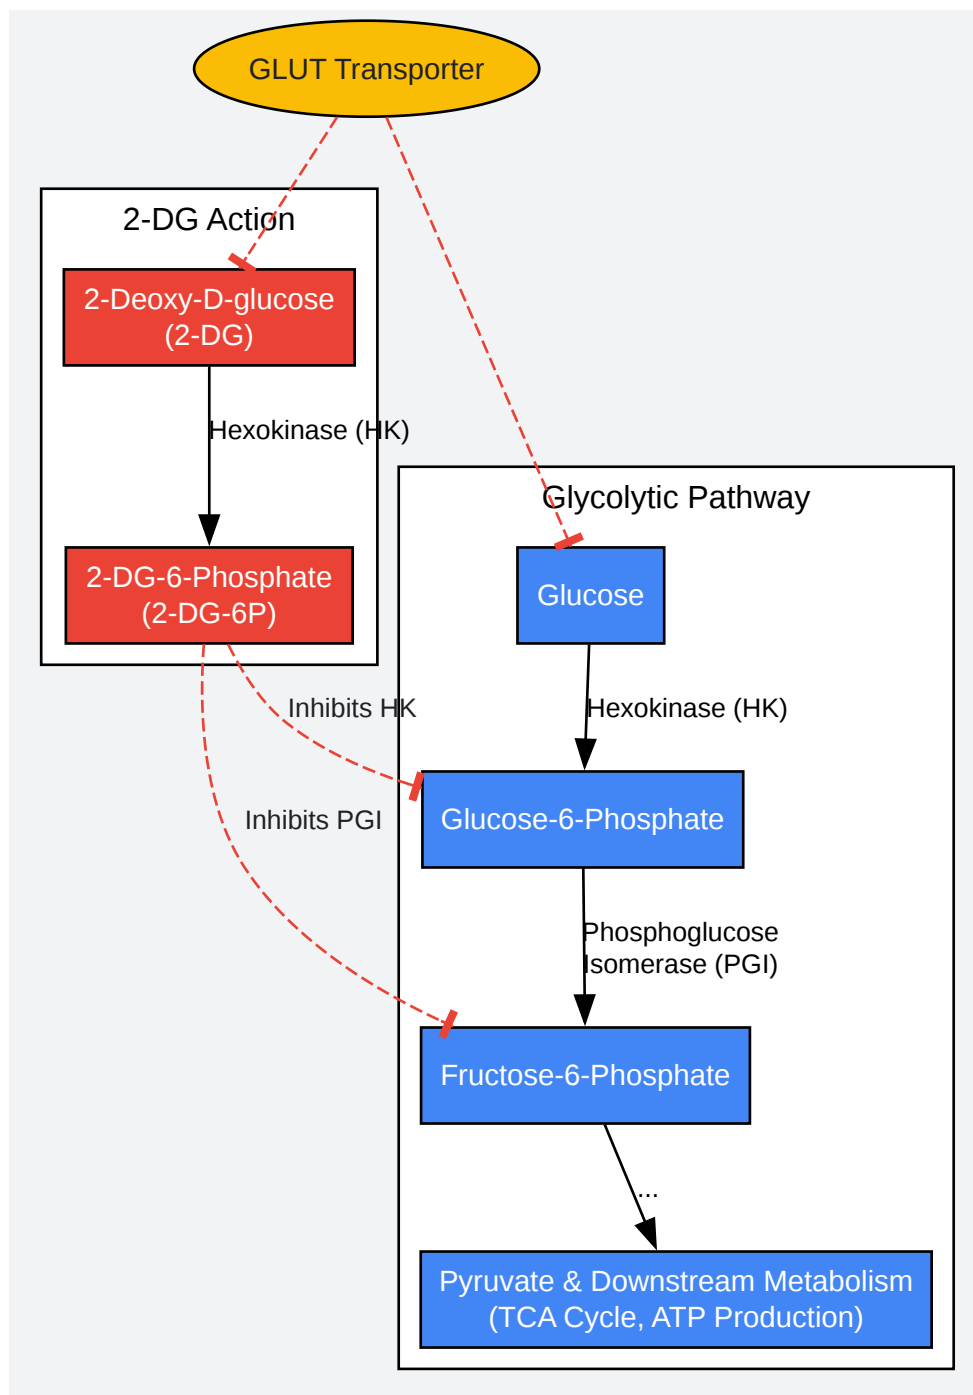 GLUT Transporter
2-DG Action
2-Deoxy-D-glucose
(2-DG)
Hexokinase (HK)
2-DG-6-Phosphate
(2-DG-6P)
Glycolytic Pathway
Glucose
Inhibits HK
Hexokinase (HK)
Inhibits PGI
Glucose-6-Phosphate
Phosphoglucose
Isomerase (PGI)
Fructose-6-Phosphate
...
Pyruvate & Downstream Metabolism
(TCA Cycle, ATP Production)